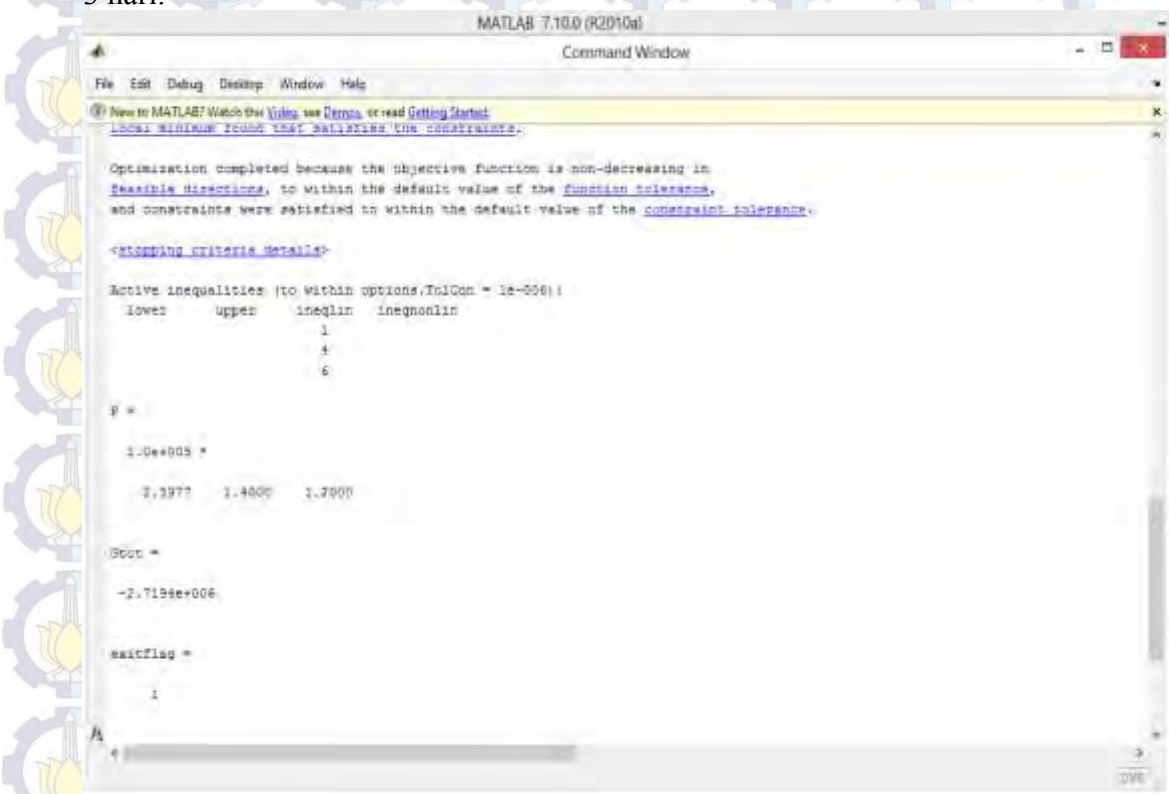 MATLAB 7.10.0 (R2010a)
Command Window
File Edit Debug Desktop Window Help
New to MATLAB? Watch this Video, see Demos, or read Getting Started.
Local minimum found that satisfies the constraints.
Optimization completed because the objective function is non-decreasing in
feasible directions, to within the default value of the function tolerance,
and constraints were satisfied to within the default value of the constraint tolerance.
<stopping criteria details>
Active inequalities (to within options.TolCon = 1e-006):
lower upper ineqlin ineqnonlin
1
4
6
P =
1.0e+005 *
1.4000 1.2000
=
-2.7194e+006
exitflag =
1
OVR